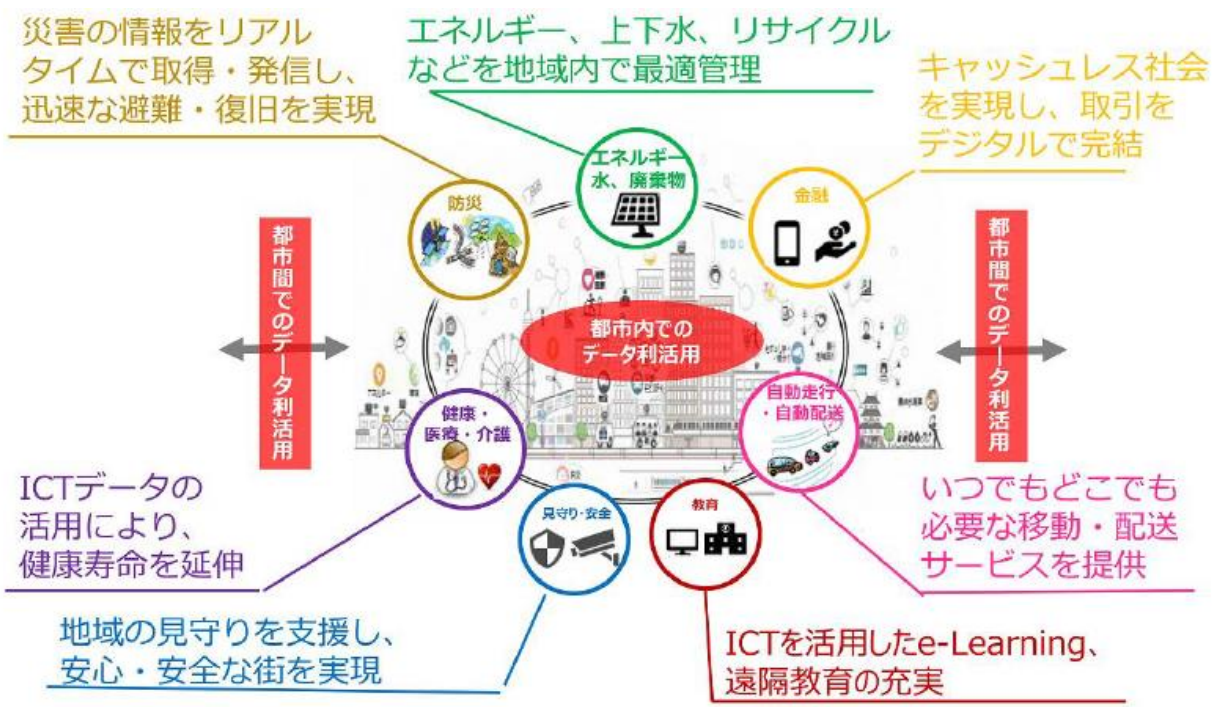 災害の情報をリアル
タイムで取得・発信し、
迅速な避難・復旧を実現
エネルギー、上下水、リサイクル
などを地域内で最適管理
キャッシュレス社会
を実現し、取引を
デジタルで完結
エネルギー
水、廃棄物
防災
金融
都市間でのデータ利活用
都市内での
データ利活用
都市間でのデータ利活用
健康・
医療・介護
自動走行
・自動配送
見守り・安全
教育
ICTデータの
活用により、
健康寿命を延伸
いつでもどこでも
必要な移動・配送
サービスを提供
地域の見守りを支援し、
安心・安全な街を実現
ICTを活用したe-Learning、
遠隔教育の充実